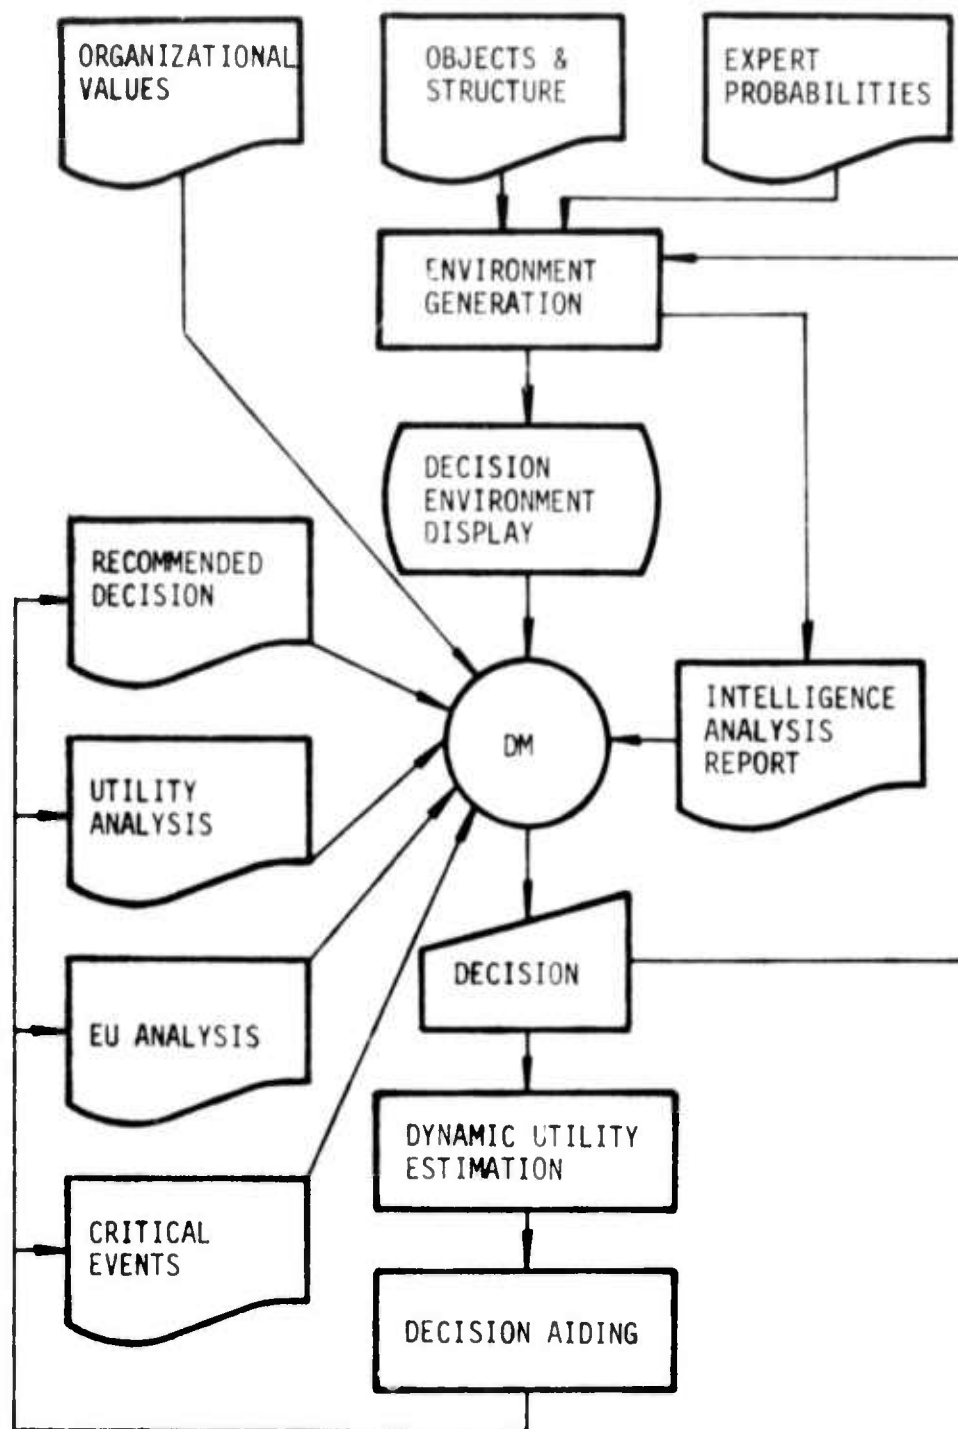 ORGANIZATIONAL
VALUES
OBJECTS &
STRUCTURE
EXPERT
PROBABILITIES
ENVIRONMENT
GENERATION
DECISION
ENVIRONMENT
DISPLAY
RECOMMENDED
DECISION
UTILITY
ANALYSIS
DM
INTELLIGENCE
ANALYSIS
REPORT
DECISION
EU ANALYSIS
DYNAMIC UTILITY
ESTIMATION
CRITICAL
EVENTS
DECISION AIDING